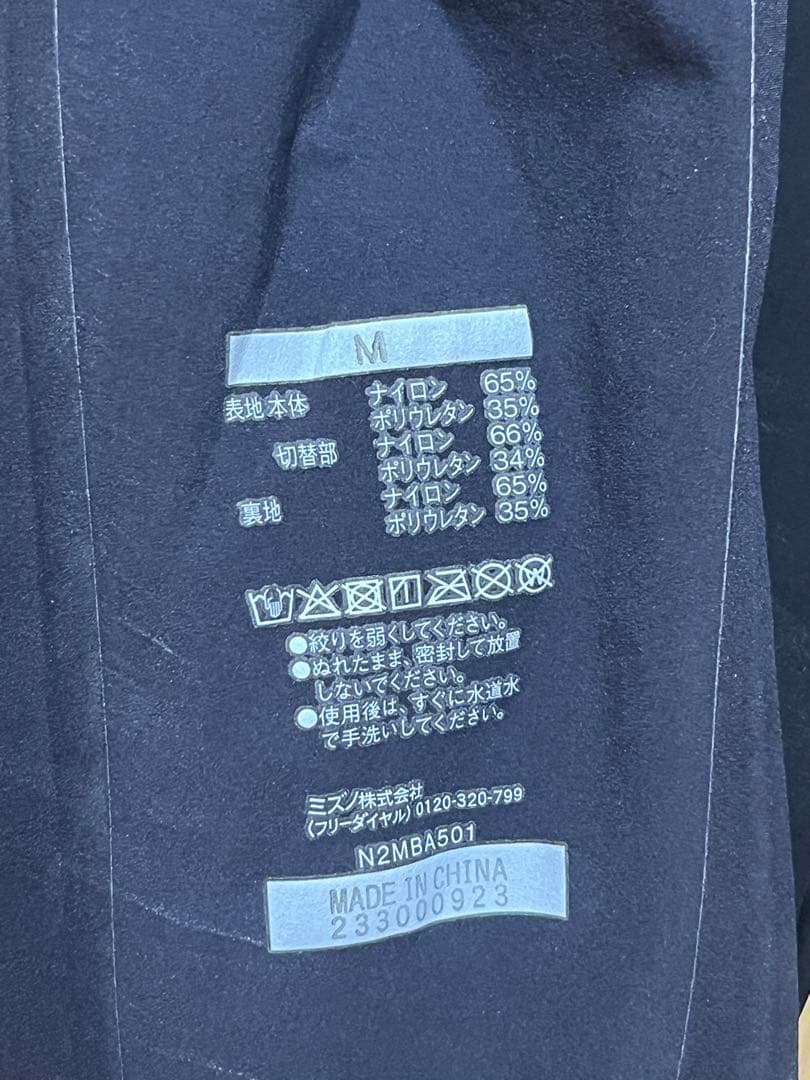 M
表地 本体 ナイロン 65%
ポリウレタン 35%
切替部 ナイロン 66%
ポリウレタン 34%
裏地 ナイロン 65%
ポリウレタン 35%
●絞りを弱くしてください。
●ぬれたまま、密封して放置
しないでください。
●使用後は、すぐに水道水
で手洗いしてください。
ミズノ株式会社
(フリーダイヤル) 0120-320-799
N2MBA501
MADE IN CHINA
233000923